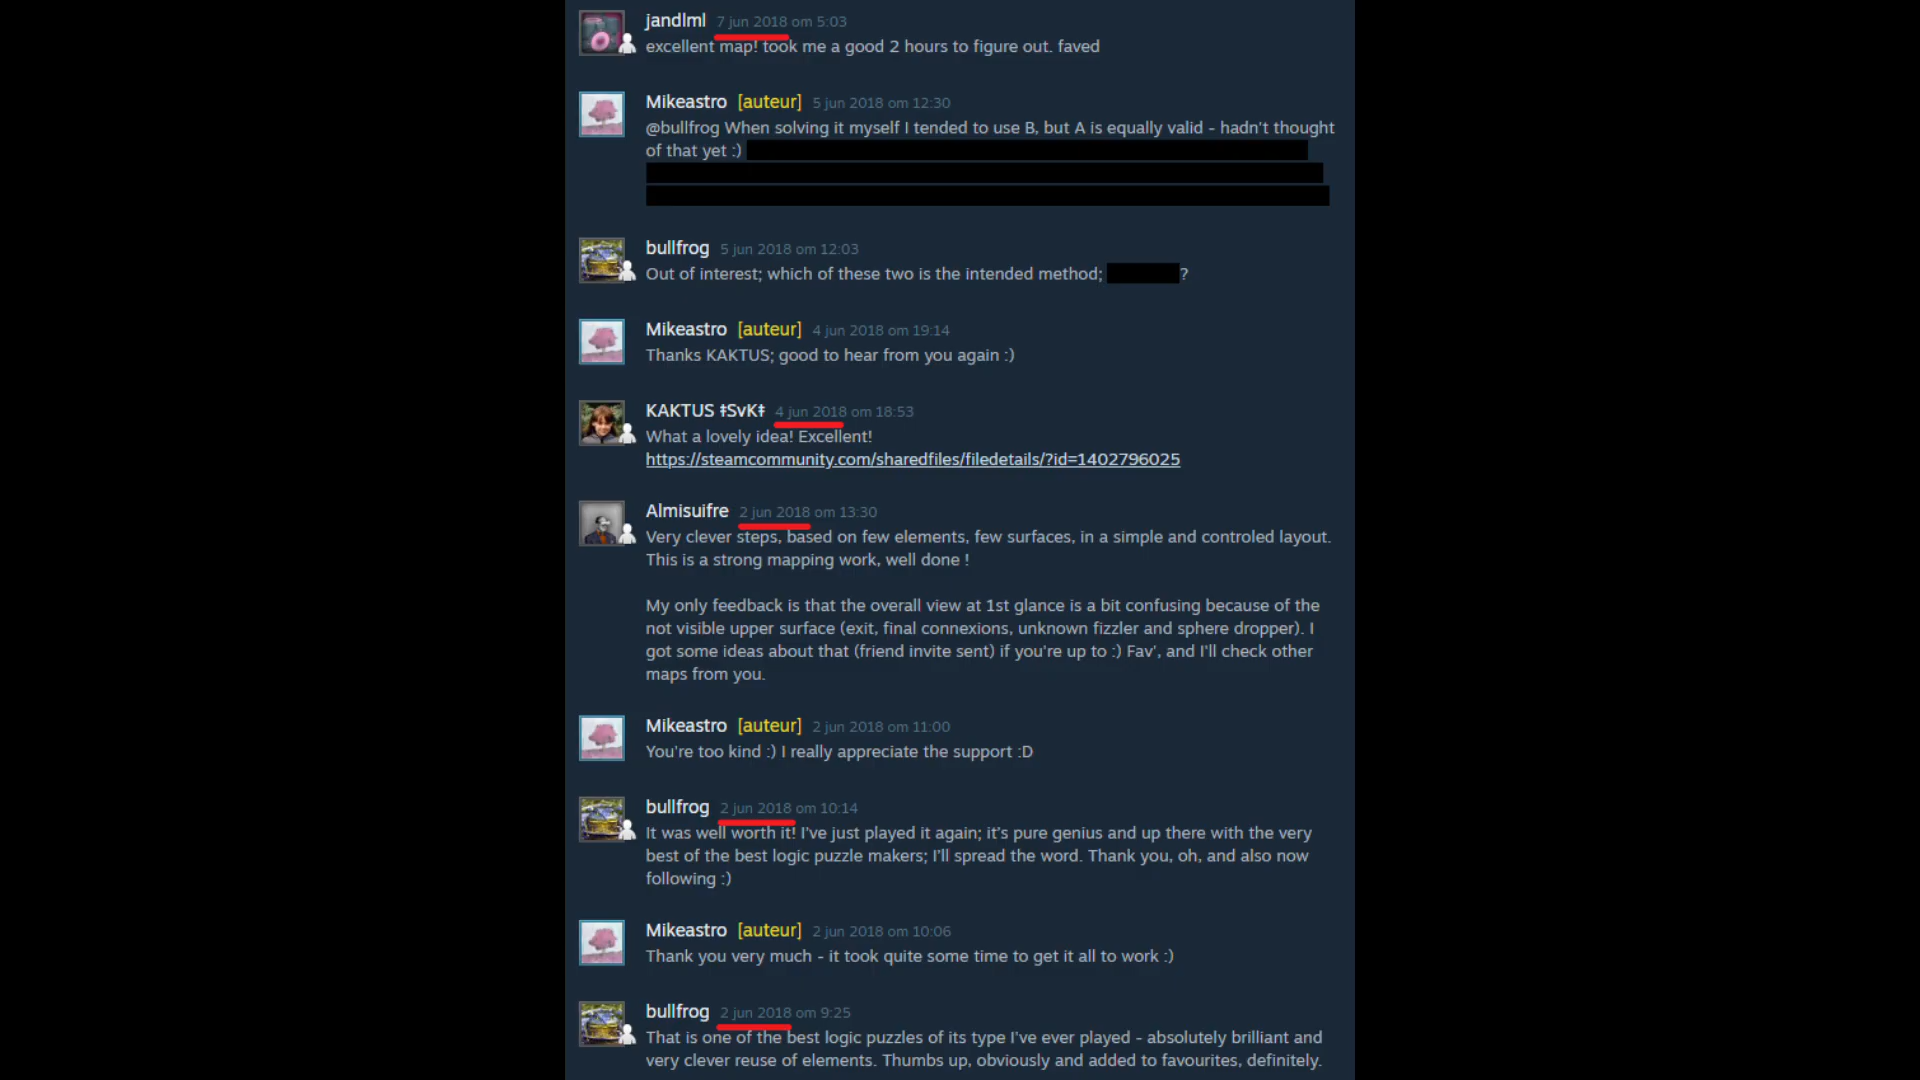 jandlml 7 jun 2018 om 5:03
excellent map! took me a good 2 hours to figure out. faved
Mikeastro [auteur] 5 jun 2018 om 12:30
@bullfrog When solving it myself I tended to use B, but A is equally valid - hadn't thought
of that yet :)
bullfrog 5 jun 2018 om 12:03
Out of interest; which of these two is the intended method; ?
Mikeastro [auteur] 4 jun 2018 om 19:14
Thanks KAKTUS; good to hear from you again :)
KAKTUS ‡SvK‡ 4 jun 2018 om 18:53
What a lovely idea! Excellent!
https://steamcommunity.com/sharedfiles/filedetails/?id=1402796025
Almisuifre 2 jun 2018 om 13:30
Very clever steps, based on few elements, few surfaces, in a simple and controled layout.
This is a strong mapping work, well done !
My only feedback is that the overall view at 1st glance is a bit confusing because of the
not visible upper surface (exit, final connexions, unknown fizzler and sphere dropper). I
got some ideas about that (friend invite sent) if you're up to :) Fav', and I'll check other
maps from you.
Mikeastro [auteur] 2 jun 2018 om 11:00
You're too kind :) I really appreciate the support :D
bullfrog 2 jun 2018 om 10:14
It was well worth it! I've just played it again; it's pure genius and up there with the very
best of the best logic puzzle makers; I'll spread the word. Thank you, oh, and also now
following :)
Mikeastro [auteur] 2 jun 2018 om 10:06
Thank you very much - it took quite some time to get it all to work :)
bullfrog 2 jun 2018 om 9:25
That is one of the best logic puzzles of its type I've ever played - absolutely brilliant and
very clever reuse of elements. Thumbs up, obviously and added to favourites, definitely.